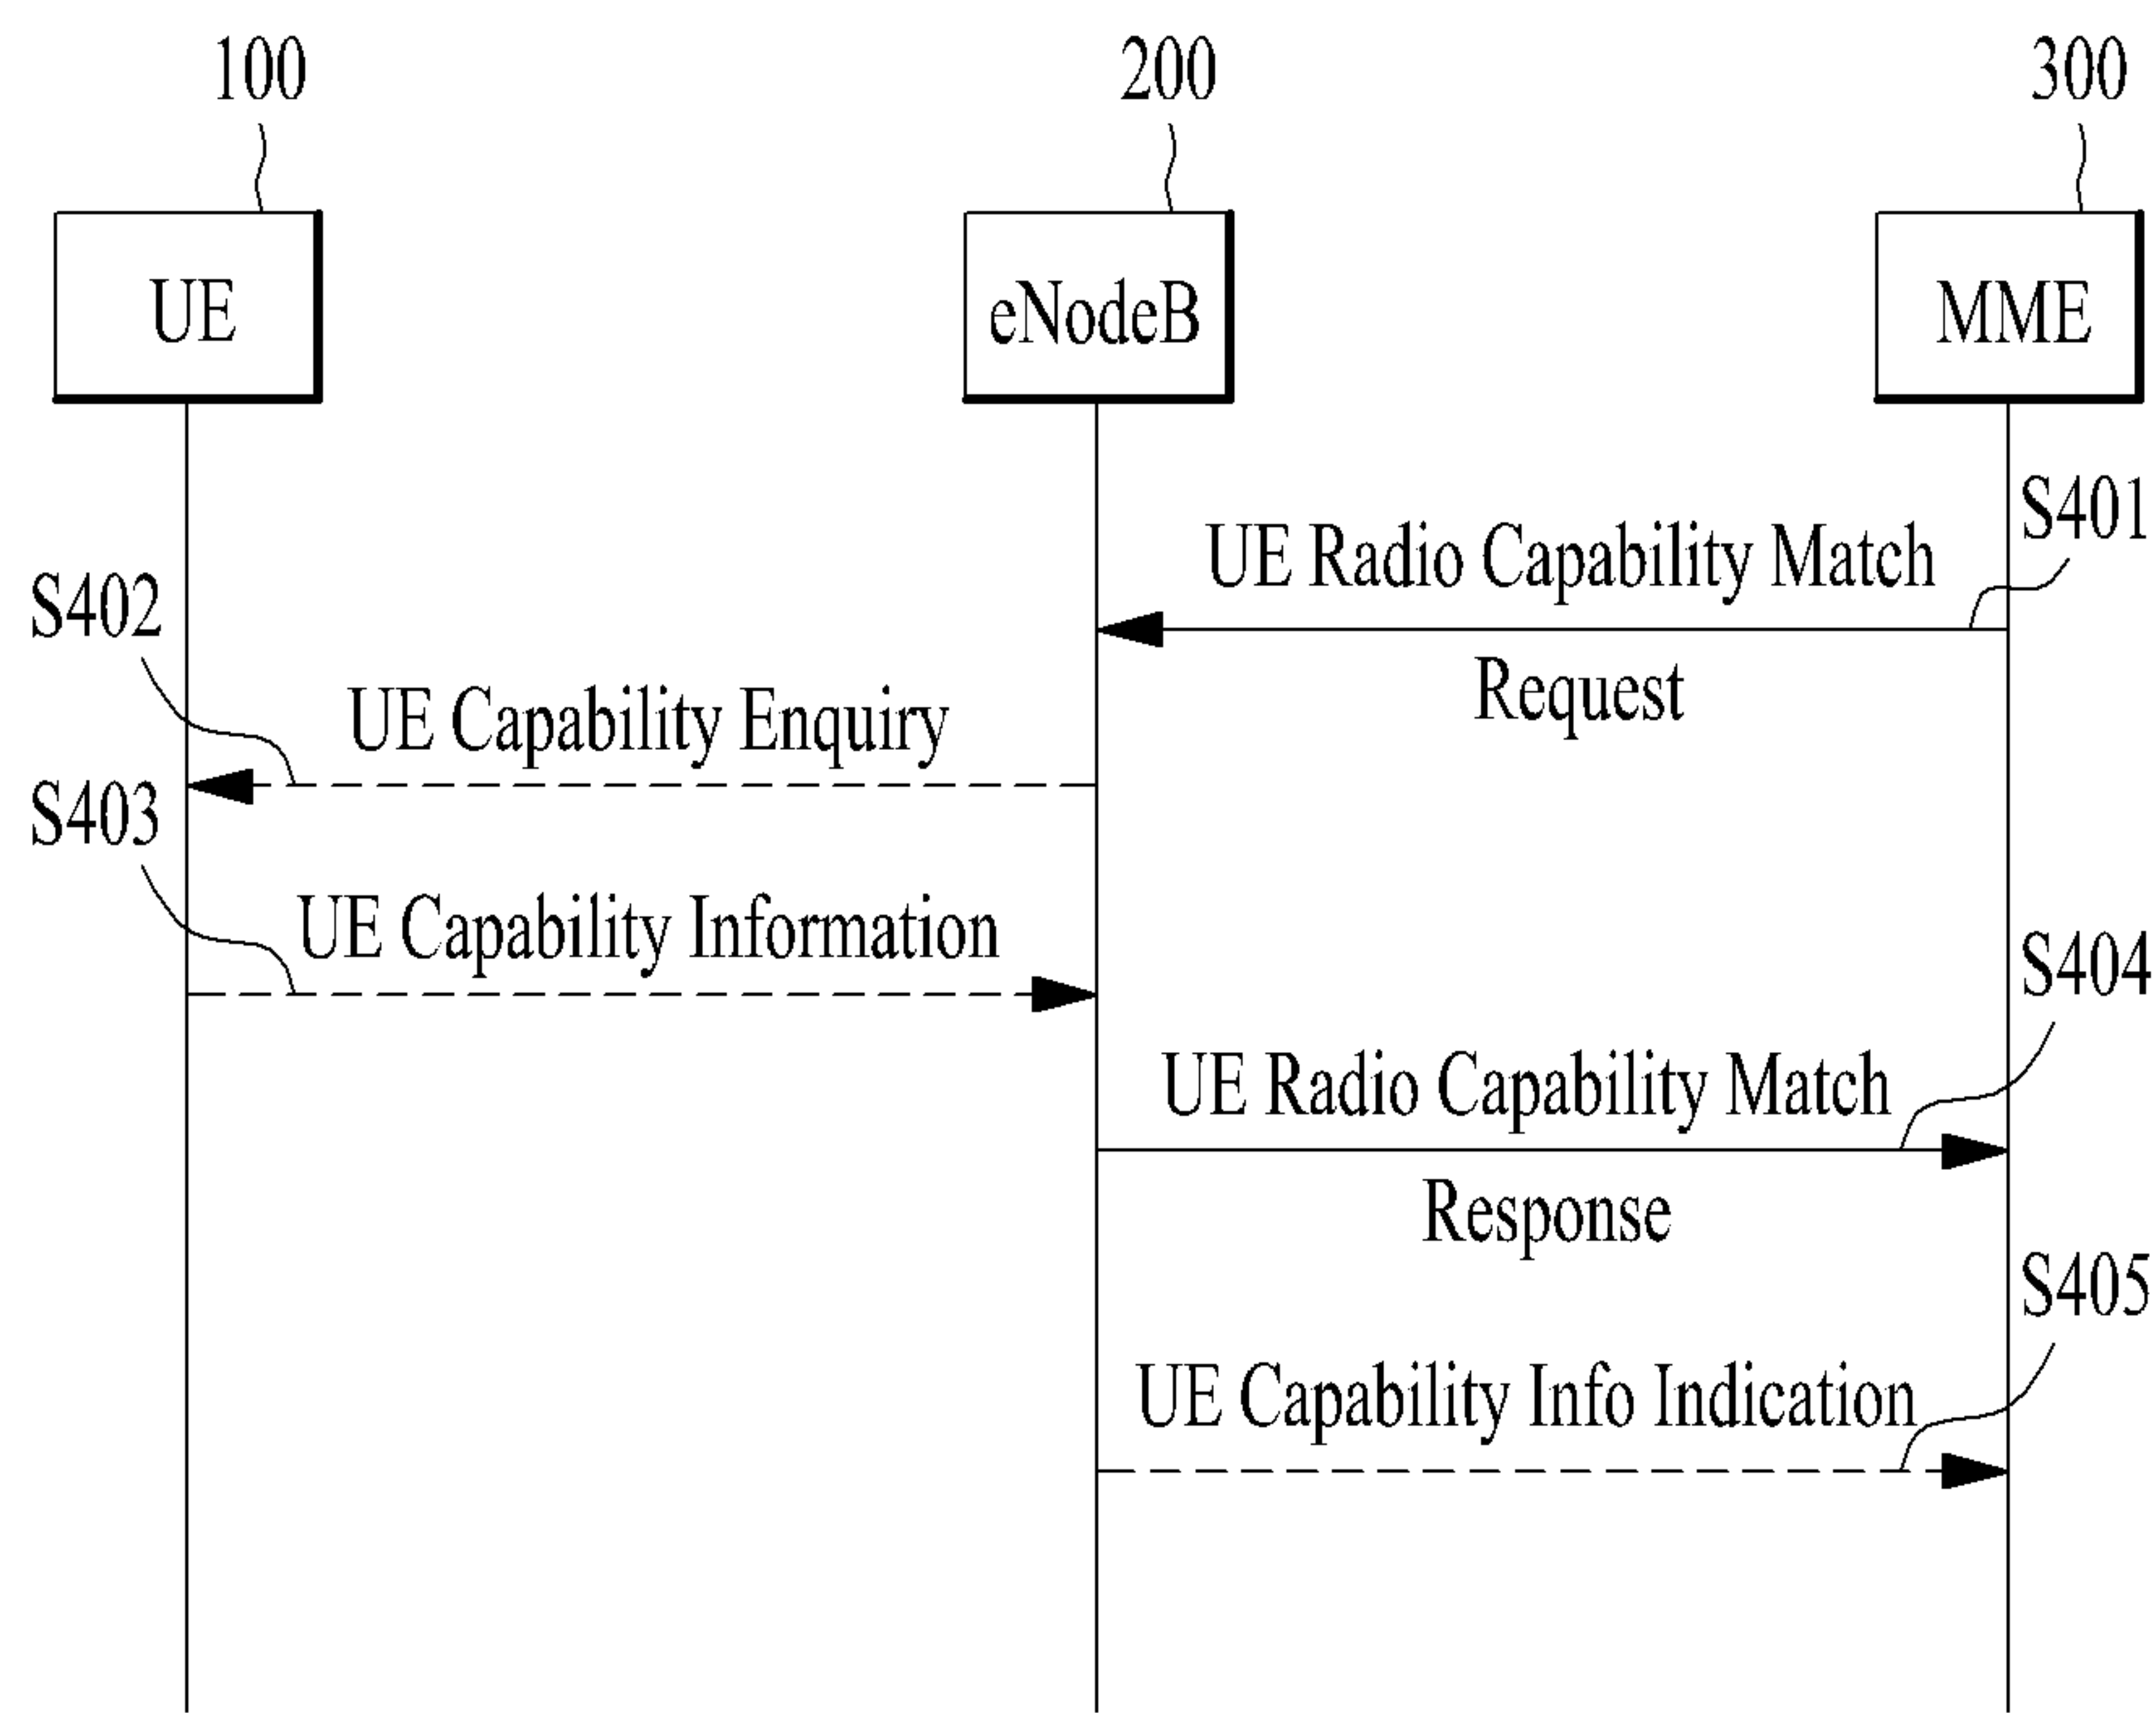 100
200
300
UE
eNodeB
MME
S401
UE Radio Capability Match
Request
S402
UE Capability Enquiry
S403
UE Capability Information
S404
UE Radio Capability Match
Response
S405
UE Capability Info Indication